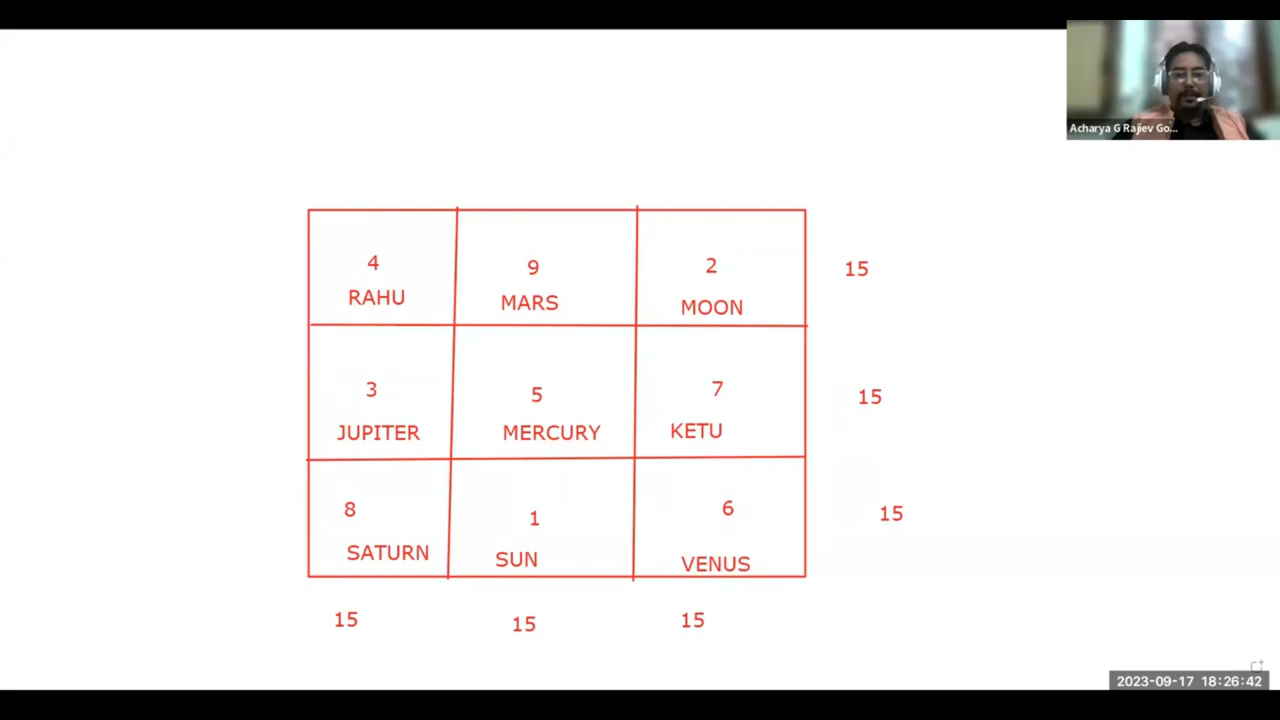 Acharya G Rajiev Go...
4 9 2 15
RAHU MARS MOON
3 5 7 15
JUPITER MERCURY KETU
8 1 6 15
SATURN SUN VENUS
15 15 15
2023-09-17 18:26:42